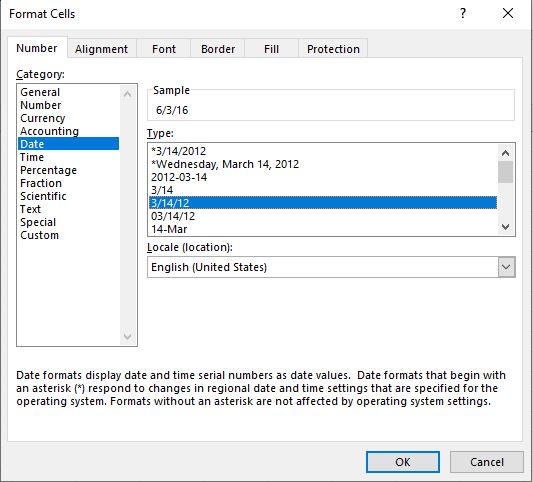 Format Cells
Number Alignment Font Border Fill Protection
Category:
General
Number
Currency
Accounting
Date
Time
Percentage
Fraction
Scientific
Text
Special
Custom
Sample
6/3/16
Type:
*3/14/2012
*Wednesday, March 14, 2012
2012-03-14
3/14
3/14/12
03/14/12
14-Mar
Locale (location):
English (United States)
Date formats display date and time serial numbers as date values.  Date formats that begin with
an asterisk (*) respond to changes in regional date and time settings that are specified for the
operating system. Formats without an asterisk are not affected by operating system settings.
OK Cancel